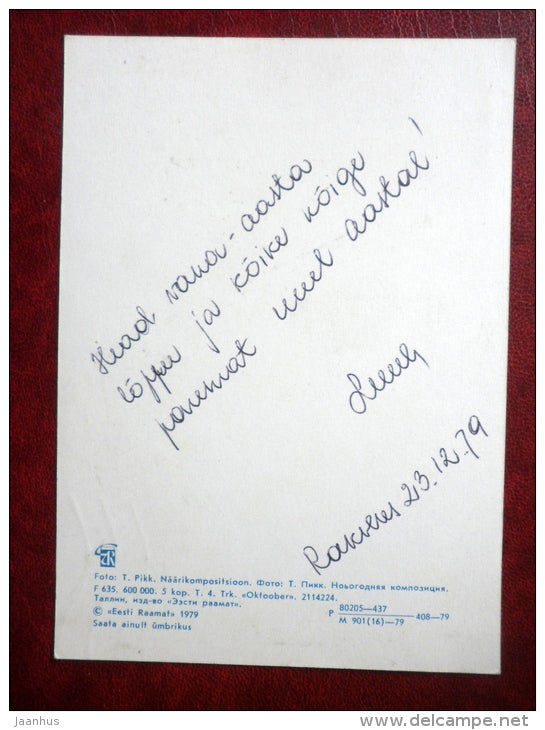 Head vana-aasta
lõppu ja kõike kõige
paremat uuel aastal!
Rakvere 23.12.79
Foto: T. Pikk. Näärikompositsioon. Фото: Т. Пикк. Новогодняя композиция.
F 635. 600 000. 5 kop. T. 4. Trk. «Oktoober». 2114224.
Таллин, изд-во «Ээсти раамат».
© «Eesti Raamat» 1979
Saata ainult ümbrikus
P 80205—437
M 901(16)—79
408—79
jaanhus
www.delcampe.net